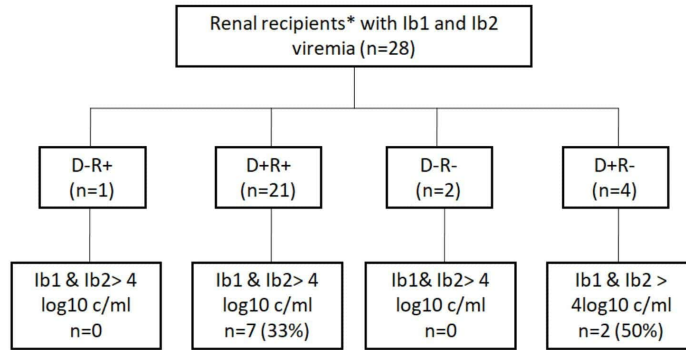 Renal recipients* with Ib1 and Ib2
viremia (n=28)
D-R+
(n=1)
D+R+
(n=21)
D-R-
(n=2)
D+R-
(n=4)
Ib1 & Ib2> 4
log10 c/ml
n=0
Ib1 & Ib2> 4
log10 c/ml
n=7 (33%)
Ib1& Ib2> 4
log10 c/ml
n=0
Ib1 & Ib2 >
4log10 c/ml
n=2 (50%)